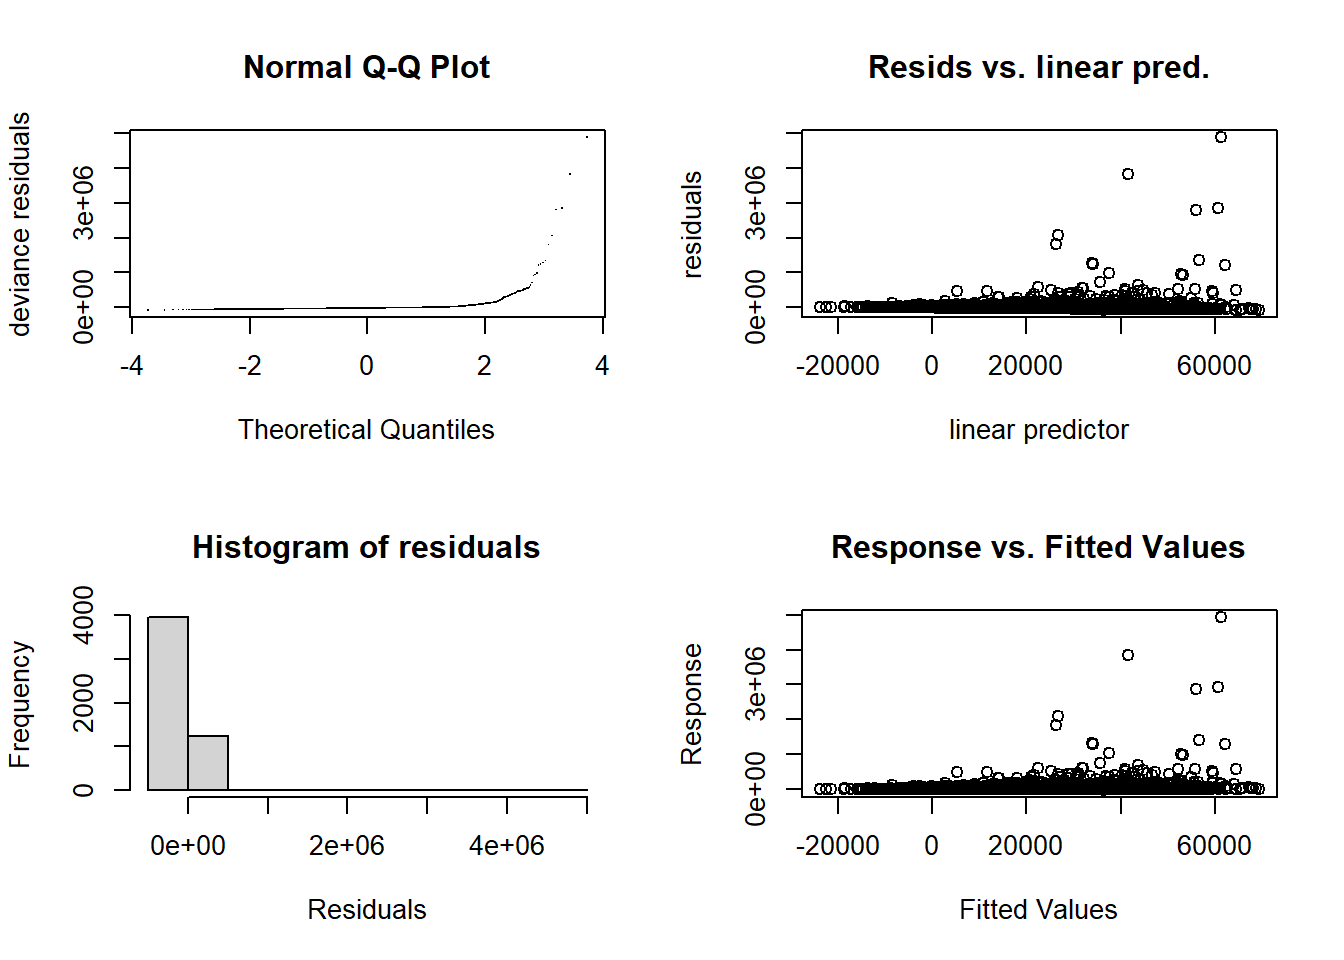 Normal Q-Q Plot
deviance residuals
0e+00 3e+06
-4 -2 0 2 4
Theoretical Quantiles
Resids vs. linear pred.
residuals
0e+00 3e+06
-20000 0 20000 60000
linear predictor
Histogram of residuals
Frequency
0 2000 4000
0e+00 2e+06 4e+06
Residuals
Response vs. Fitted Values
Response
0e+00 3e+06
-20000 0 20000 60000
Fitted Values